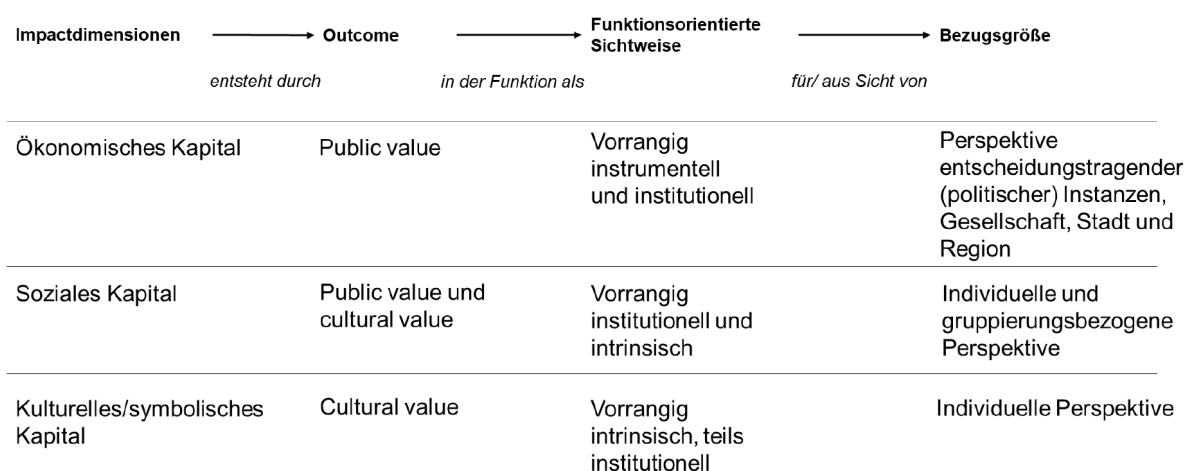 Impactdimensionen
Outcome
Funktionsorientierte
Sichtweise
Bezugsgröße
entsteht durch
in der Funktion als
für/ aus Sicht von
Ökonomisches Kapital
Public value
Vorrangig
instrumentell
und institutionell
Perspektive
entscheidungstragender
(politischer) Instanzen,
Gesellschaft, Stadt und
Region
Soziales Kapital
Public value und
cultural value
Vorrangig
institutionell und
intrinsisch
Individuelle und
gruppierungsbezogene
Perspektive
Kulturelles/symbolisches
Kapital
Cultural value
Vorrangig
intrinsisch, teils
institutionell
Individuelle Perspektive